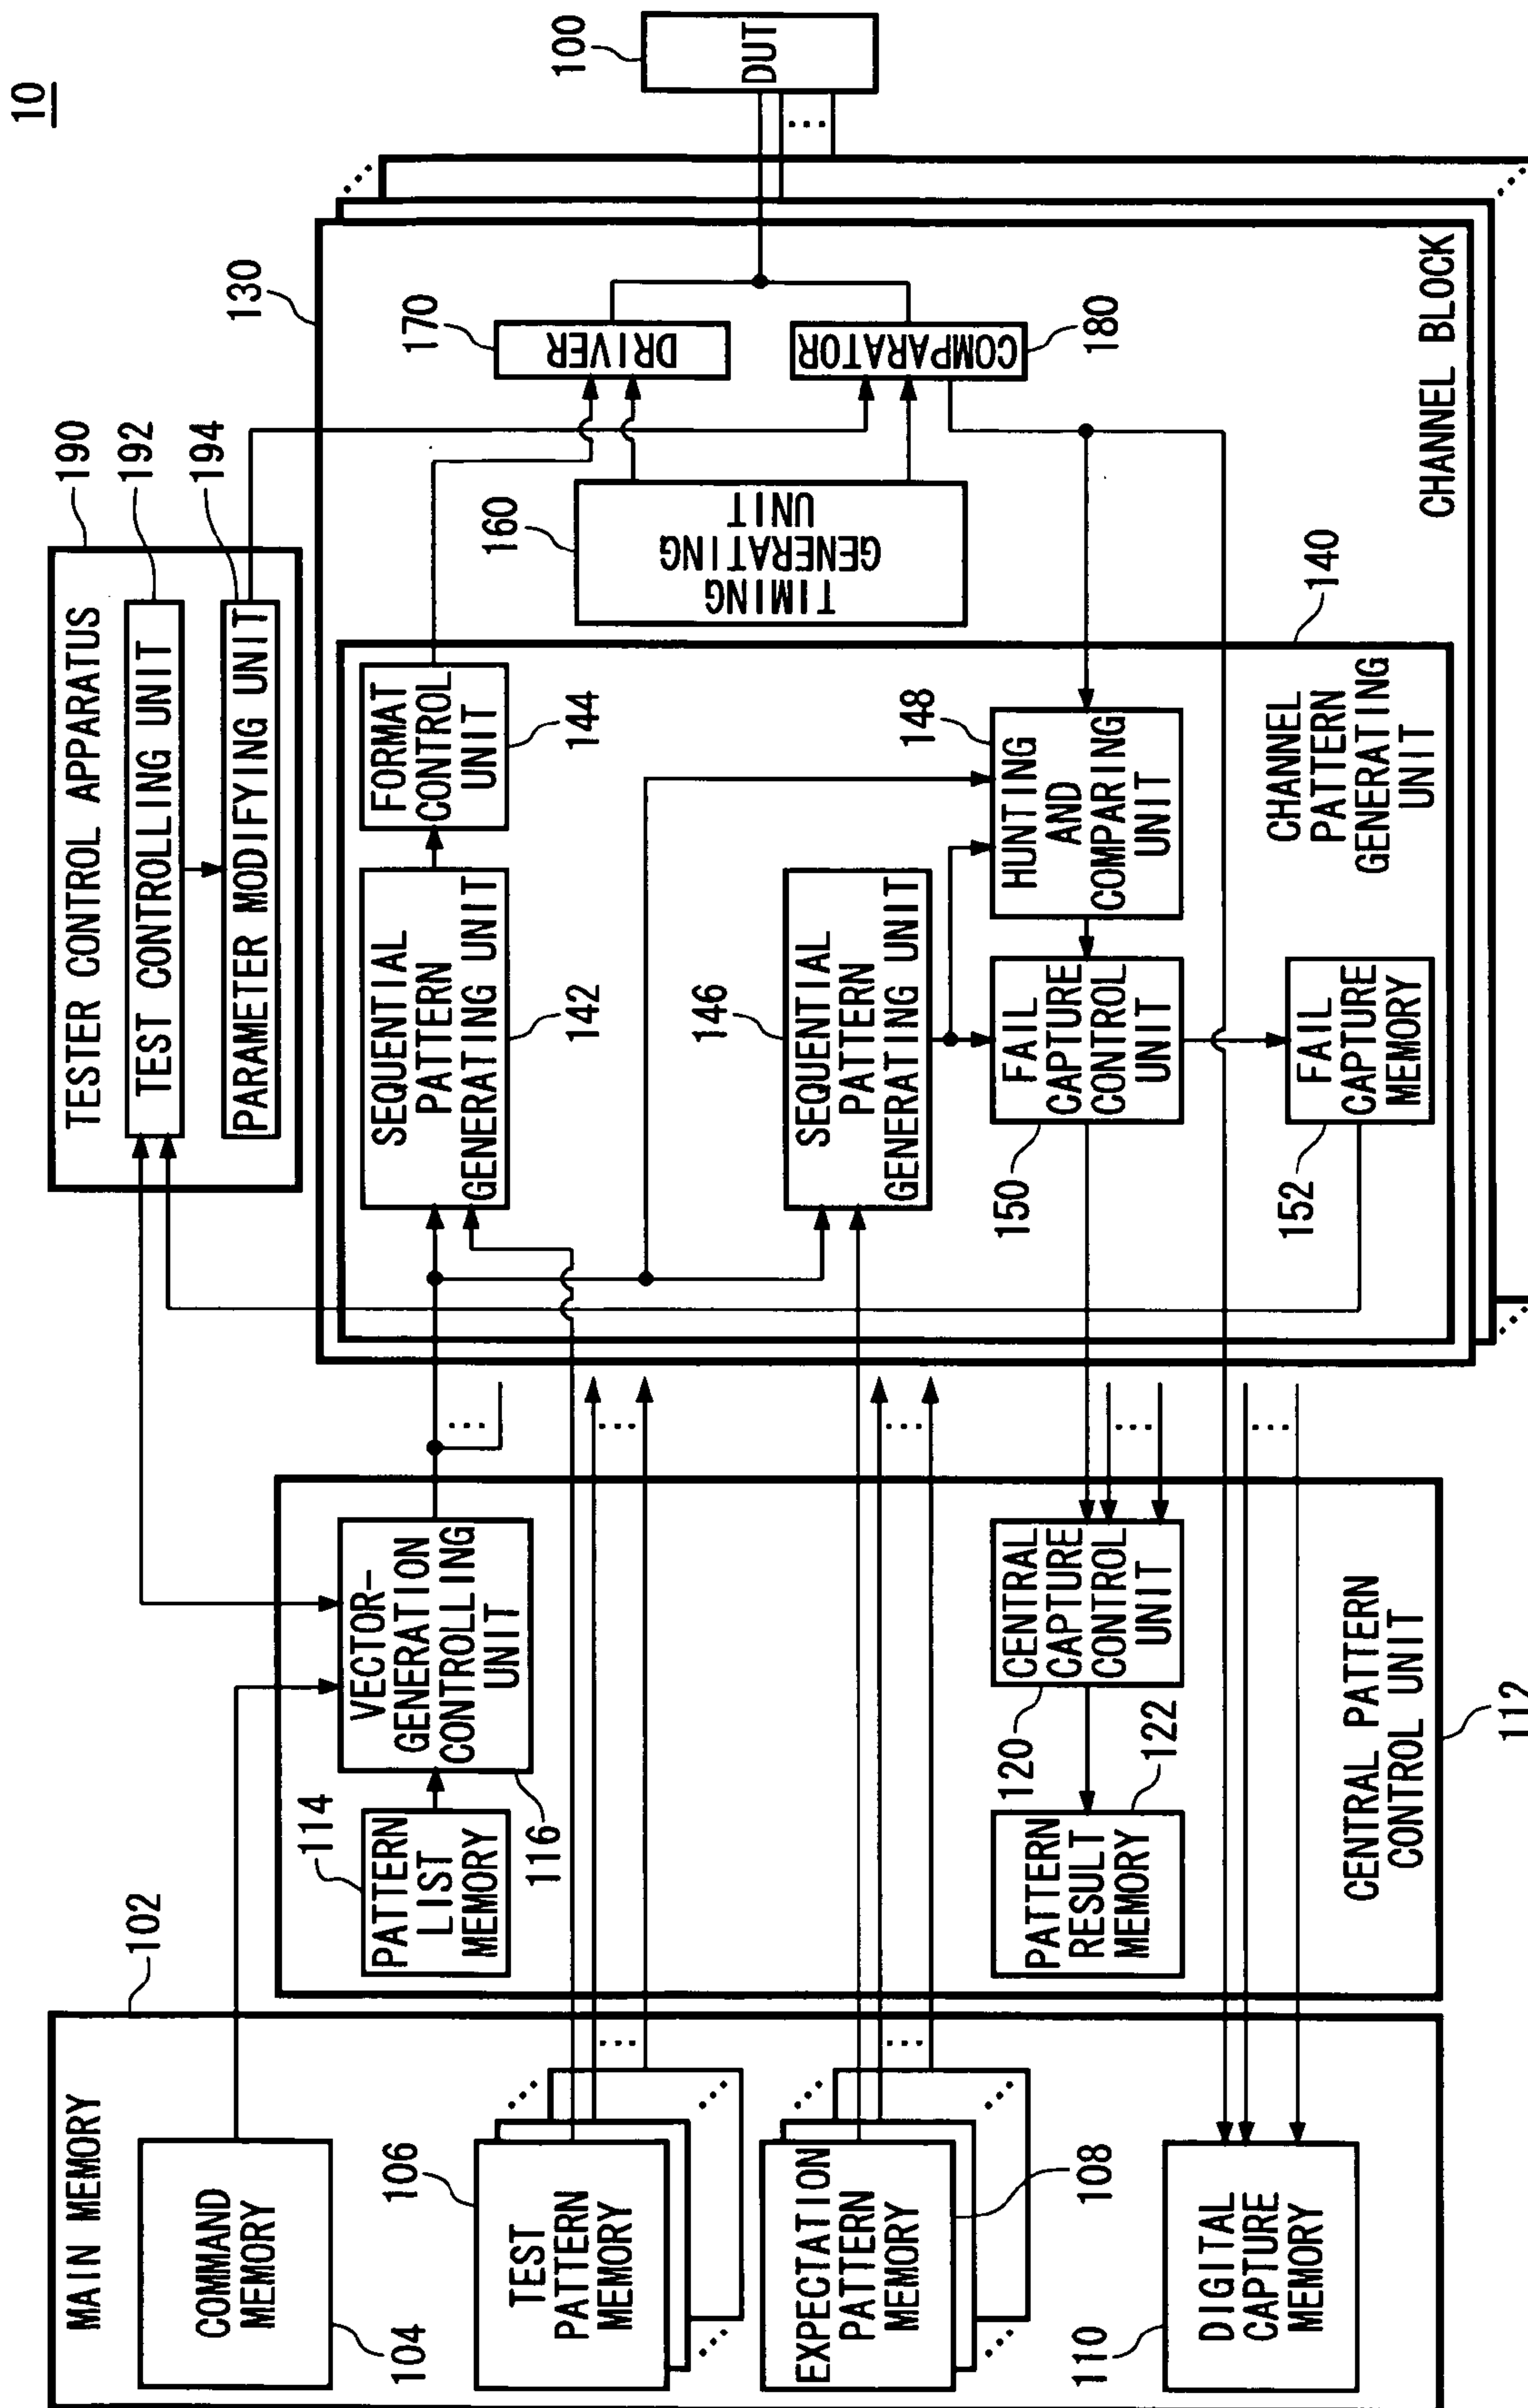 10
MAIN MEMORY
102
COMMAND
MEMORY
104
TEST
PATTERN
MEMORY
106
EXPECTATION
PATTERN
MEMORY
108
DIGITAL
CAPTURE
MEMORY
110
PATTERN
LIST
MEMORY
114
VECTOR-
GENERATION
CONTROLLING
UNIT
116
CENTRAL
CAPTURE
CONTROL
UNIT
120
PATTERN
RESULT
MEMORY
122
CENTRAL PATTERN
CONTROL UNIT
112
TESTER CONTROL APPARATUS
190
TEST CONTROLLING UNIT
192
PARAMETER MODIFYING UNIT
194
130
SEQUENTIAL
PATTERN
GENERATING UNIT
142
FORMAT
CONTROL
UNIT
144
SEQUENTIAL
PATTERN
GENERATING UNIT
146
HUNTING
AND
COMPARING
UNIT
148
FAIL
CAPTURE
CONTROL
UNIT
150
FAIL
CAPTURE
MEMORY
152
CHANNEL
PATTERN
GENERATING
UNIT
140
TIMING
GENERATING
UNIT
160
DRIVER
170
COMPARATOR
180
CHANNEL BLOCK
DUT
100